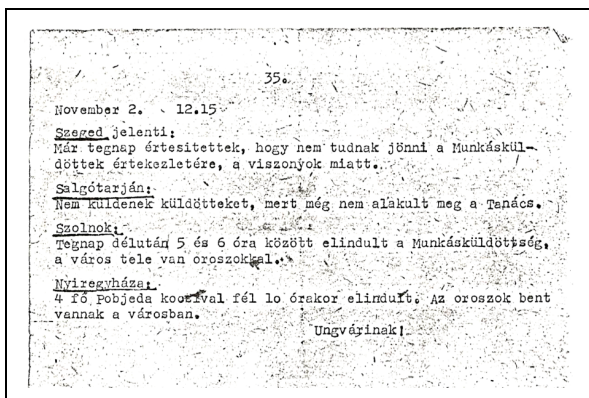 35.
November 2. 12.15
Szeged jelenti:
Már tegnap értesitettek, hogy nem tudnak jönni a Munkáskül-
döttek értekezletére, a viszonyok miatt.
Salgótarján:
Nem küldenek küldötteket, mert még nem alakult meg a Tanács.
Szolnok:
Tegnap délután 5 és 6 óra között elindult a Munkásküldöttség,
a város tele van oroszokkal.
Nyiregyháza:
4 fő Pobjeda kocsival fél lo órakor elindult. Az oroszok bent
vannak a városban.
Ungvárinak!